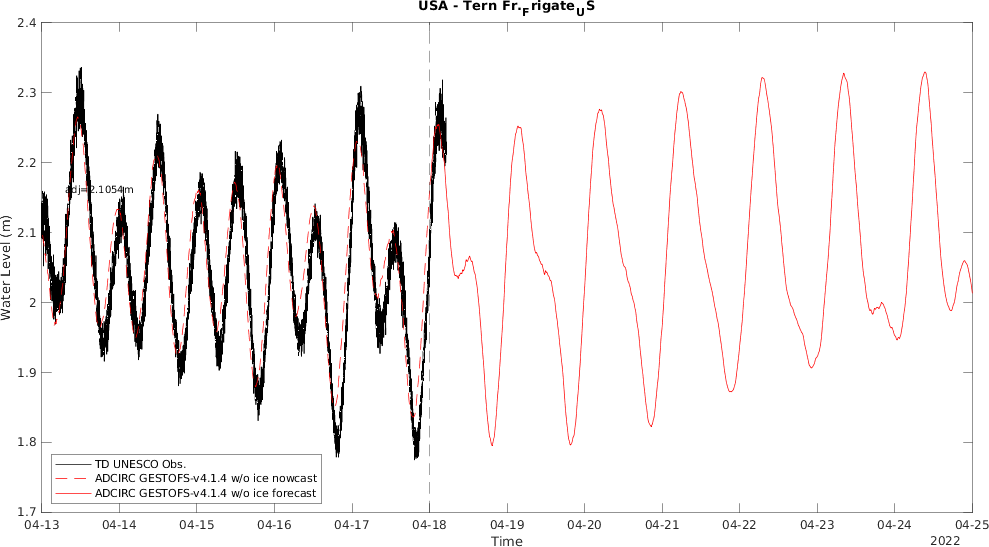 USA - Tern Fr.FrigateUS
2.4
2.3
2.2
2.1
2
1.9
1.8
1.7
Water Level (m)
adj=2.1054m
TD UNESCO Obs.
ADCIRC GESTOFS-v4.1.4 w/o ice nowcast
ADCIRC GESTOFS-v4.1.4 w/o ice forecast
04-13 04-14 04-15 04-16 04-17 04-18 04-19 04-20 04-21 04-22 04-23 04-24 04-25
Time
2022